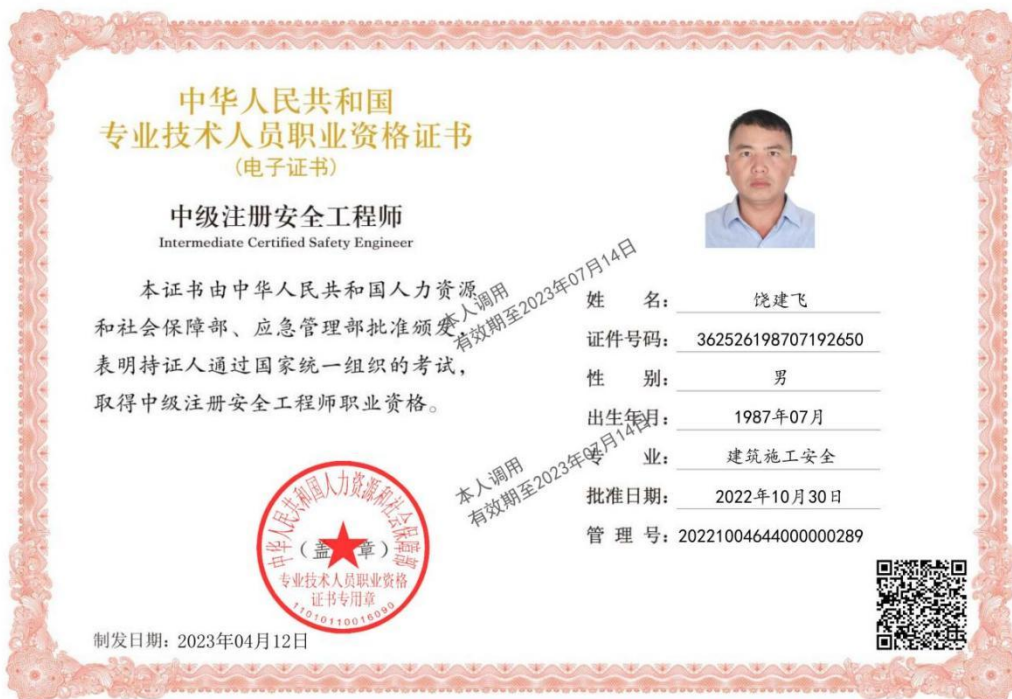 中华人民共和国
专业技术人员职业资格证书
(电子证书)
中级注册安全工程师
Intermediate Certified Safety Engineer
本证书由中华人民共和国人力资源
和社会保障部、应急管理部批准颁发,
表明持证人通过国家统一组织的考试,
取得中级注册安全工程师职业资格。
本人调用
有效期至2023年07月14日
姓 名: 饶建飞
证件号码: 362526198707192650
性 别: 男
出生年月: 1987年07月
专 业: 建筑施工安全
批准日期: 2022年10月30日
管 理 号: 20221004644000000289
本人调用
有效期至2023年07月14日
中华人民共和国人力资源和社会保障部
(盖 章)
专业技术人员职业资格
证书专用章
11010110016090
制发日期: 2023年04月12日